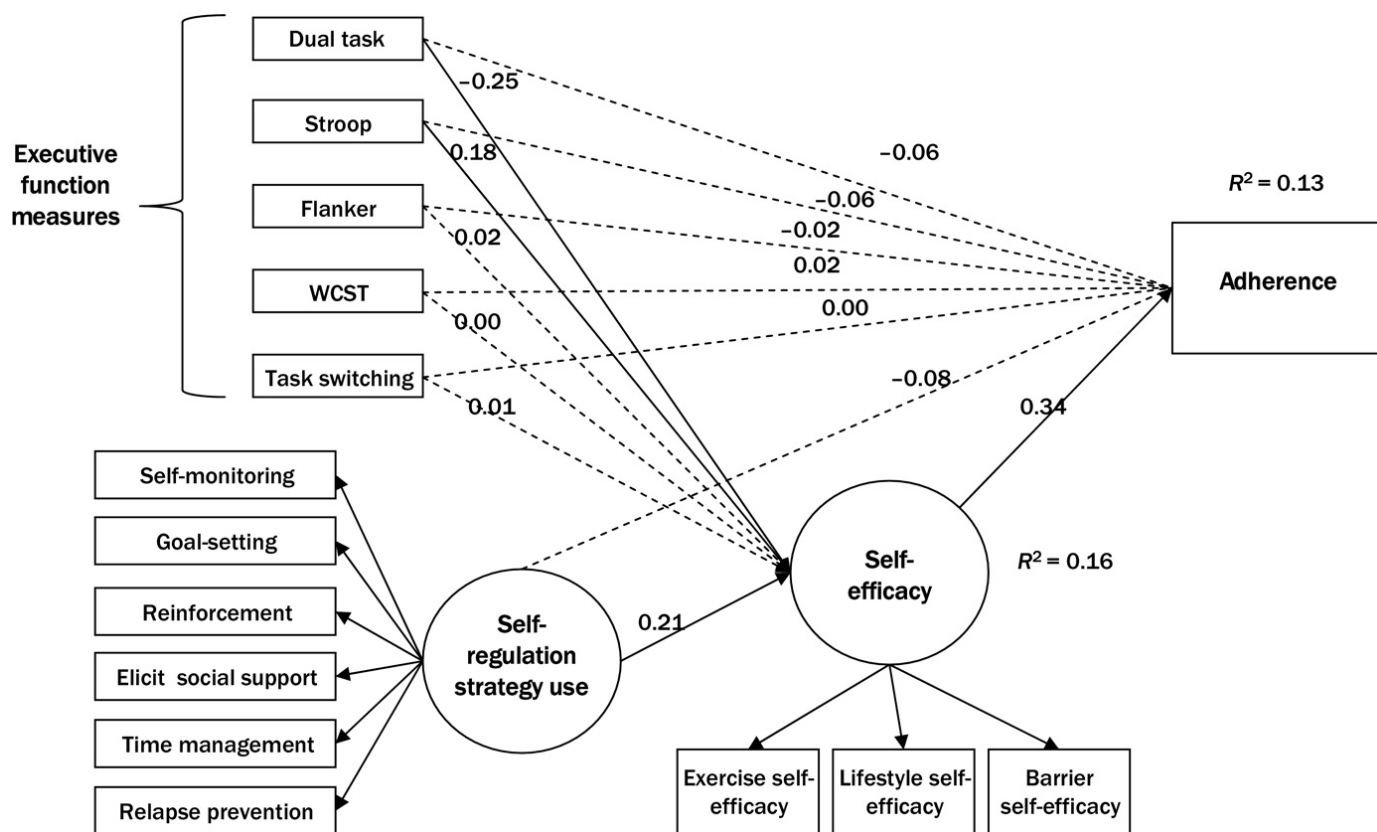 Dual task
–0.25
Stroop
0.18
–0.06
Executive
function
measures
R² = 0.13
Flanker
–0.06
–0.02
0.02
0.02
Adherence
WCST
0.00
0.00
Task switching
–0.08
0.01
0.34
Self-monitoring
Goal-setting
Self-
efficacy
R² = 0.16
Reinforcement
Self-
regulation
strategy use
0.21
Elicit social support
Time management
Relapse prevention
Exercise self-
efficacy
Lifestyle self-
efficacy
Barrier
self-efficacy